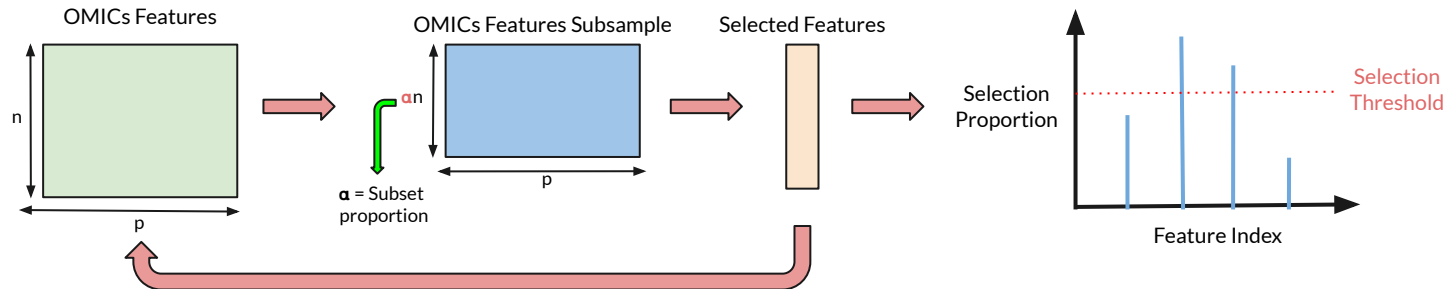 OMICS Features
n
p
αn
α = Subset
proportion
OMICs Features Subsample
p
Selected Features
Selection
Proportion
Selection
Threshold
Feature Index